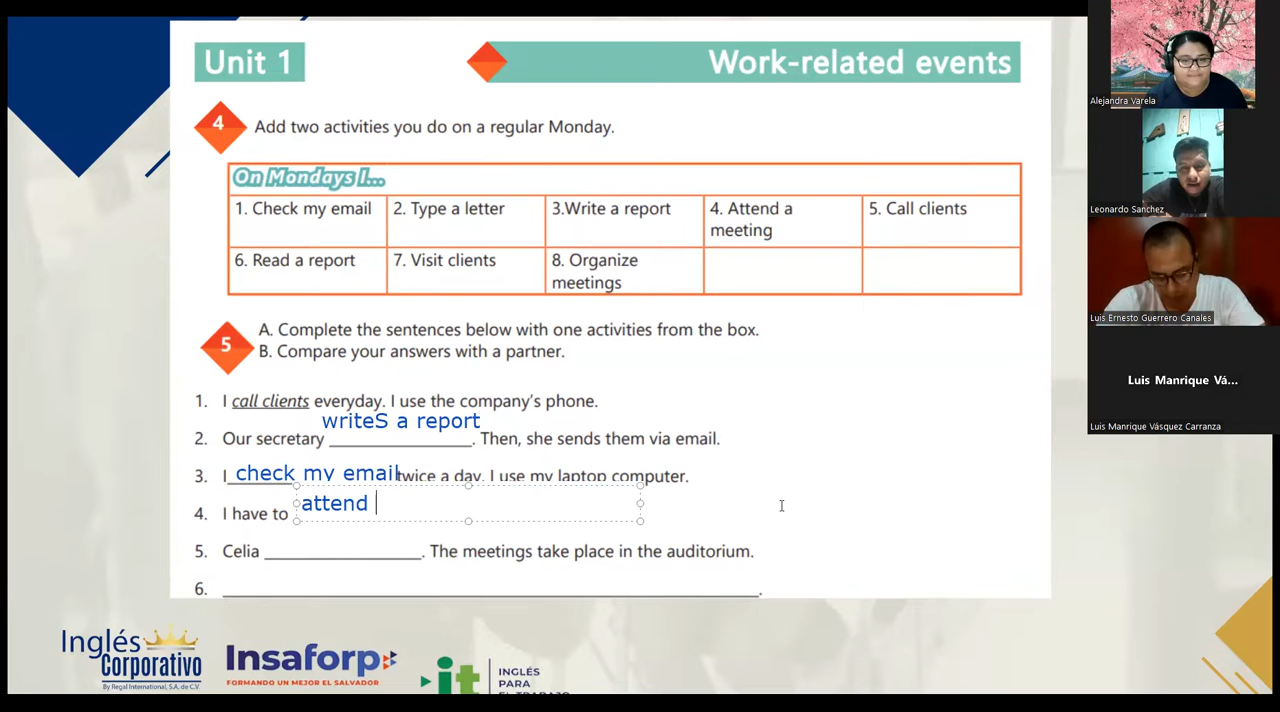 Unit 1
Work-related events
4
Add two activities you do on a regular Monday.
On Mondays I...
1. Check my email
2. Type a letter
3.Write a report
4. Attend a meeting
5. Call clients
6. Read a report
7. Visit clients
8. Organize meetings
5
A. Complete the sentences below with one activities from the box.
B. Compare your answers with a partner.
1. I call clients everyday. I use the company's phone.
writeS a report
2. Our secretary _______________. Then, she sends them via email.
3. I check my email twice a day. I use my laptop computer.
4. I have to attend
5. Celia _________________. The meetings take place in the auditorium.
6. ____________________________.
Inglés Corporativo
By Regal International, S.A. de C.V.
Insaforp
FORMANDO UN MEJOR EL SALVADOR
it
INGLÉS
PARA
EL TRABAJO
Alejandra Varela
Leonardo Sanchez
Luis Ernesto Guerrero Canales
Luis Manrique Vá...
Luis Manrique Vásquez Carranza